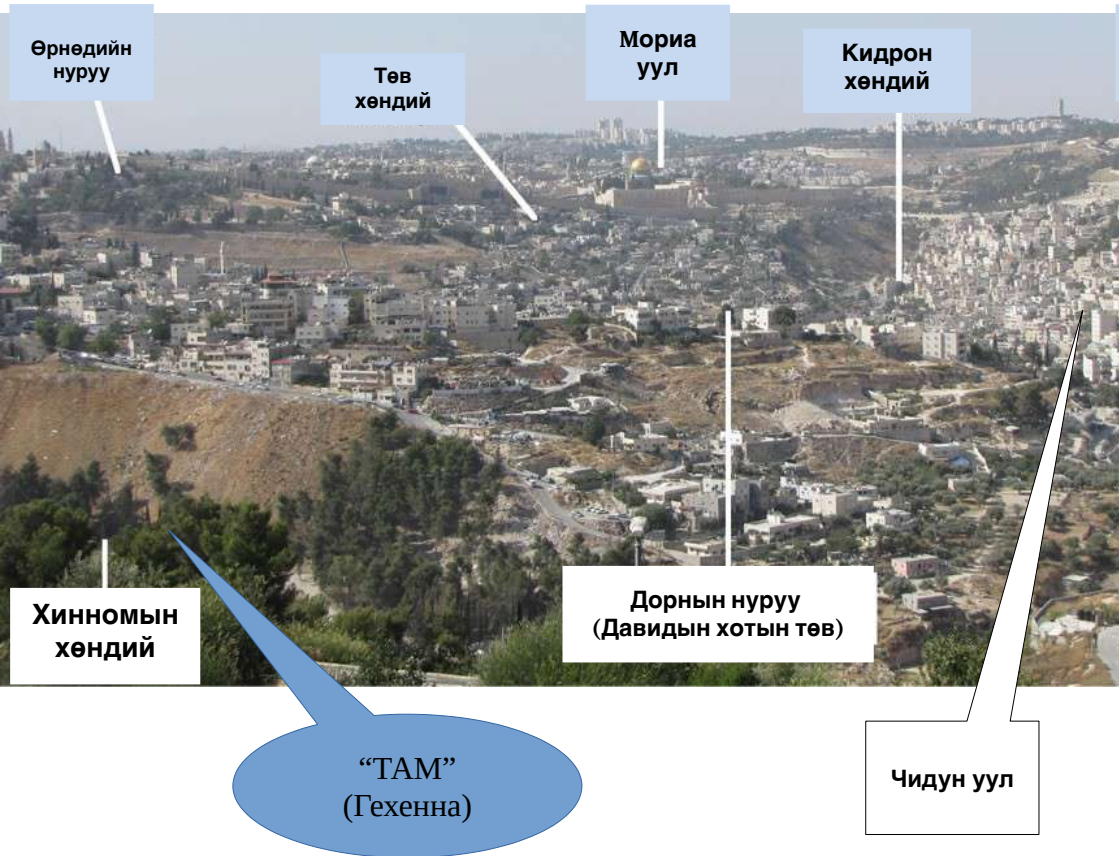 Өрнөдийн
нуруу
Төв
хөндий
Мориа
уул
Кидрон
хөндий
Хинномын
хөндий
Дорнын нуруу
(Давидын хотын төв)
“ТАМ”
(Гехенна)
Чидун уул